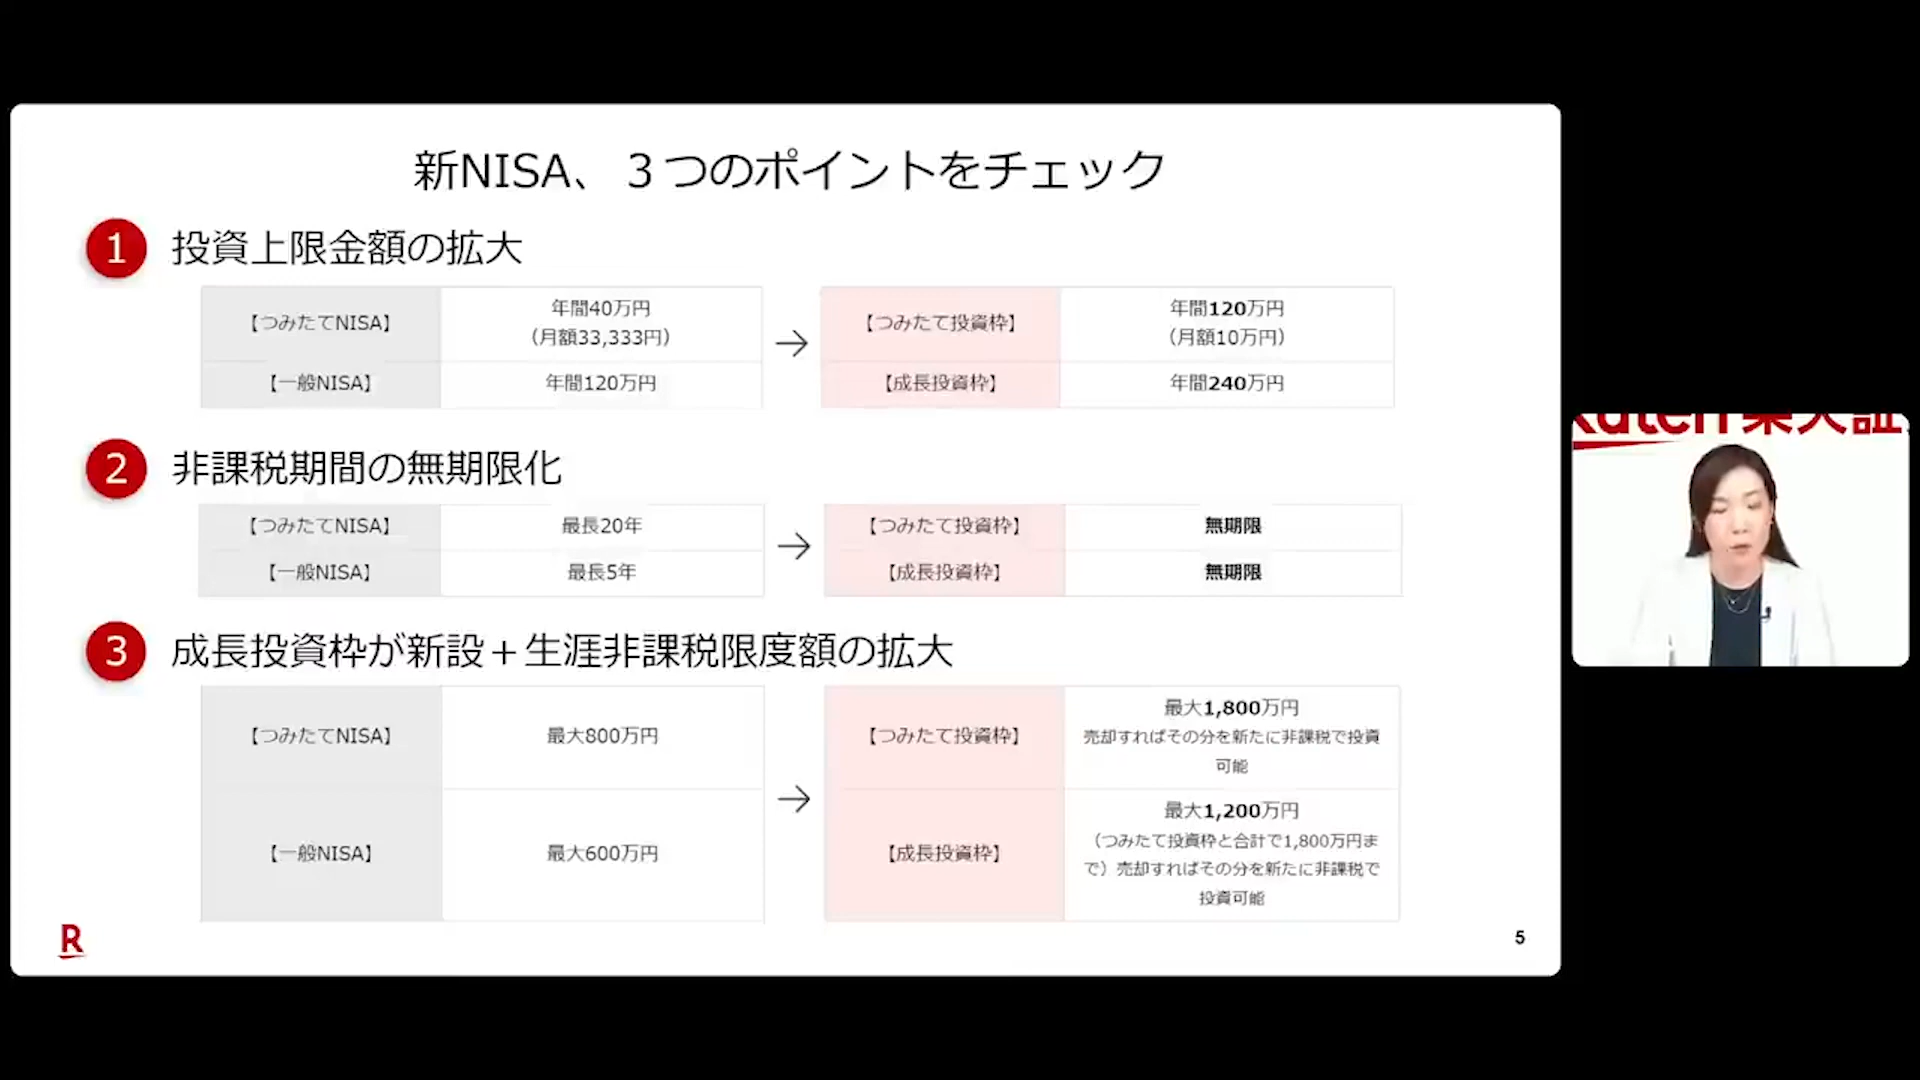 新NISA、３つのポイントをチェック
1 投資上限金額の拡大
【つみたてNISA】
年間40万円
（月額33,333円）
【一般NISA】
年間120万円
→
【つみたて投資枠】
年間120万円
（月額10万円）
【成長投資枠】
年間240万円
2 非課税期間の無期限化
【つみたてNISA】
最長20年
【一般NISA】
最長5年
→
【つみたて投資枠】
無期限
【成長投資枠】
無期限
3 成長投資枠が新設＋生涯非課税限度額の拡大
【つみたてNISA】
最大800万円
【一般NISA】
最大600万円
→
【つみたて投資枠】
最大1,800万円
売却すればその分を新たに非課税で投資
可能
【成長投資枠】
最大1,200万円
（つみたて投資枠と合計で1,800万円ま
で）売却すればその分を新たに非課税で
投資可能
R
5
Rakuten 楽天証